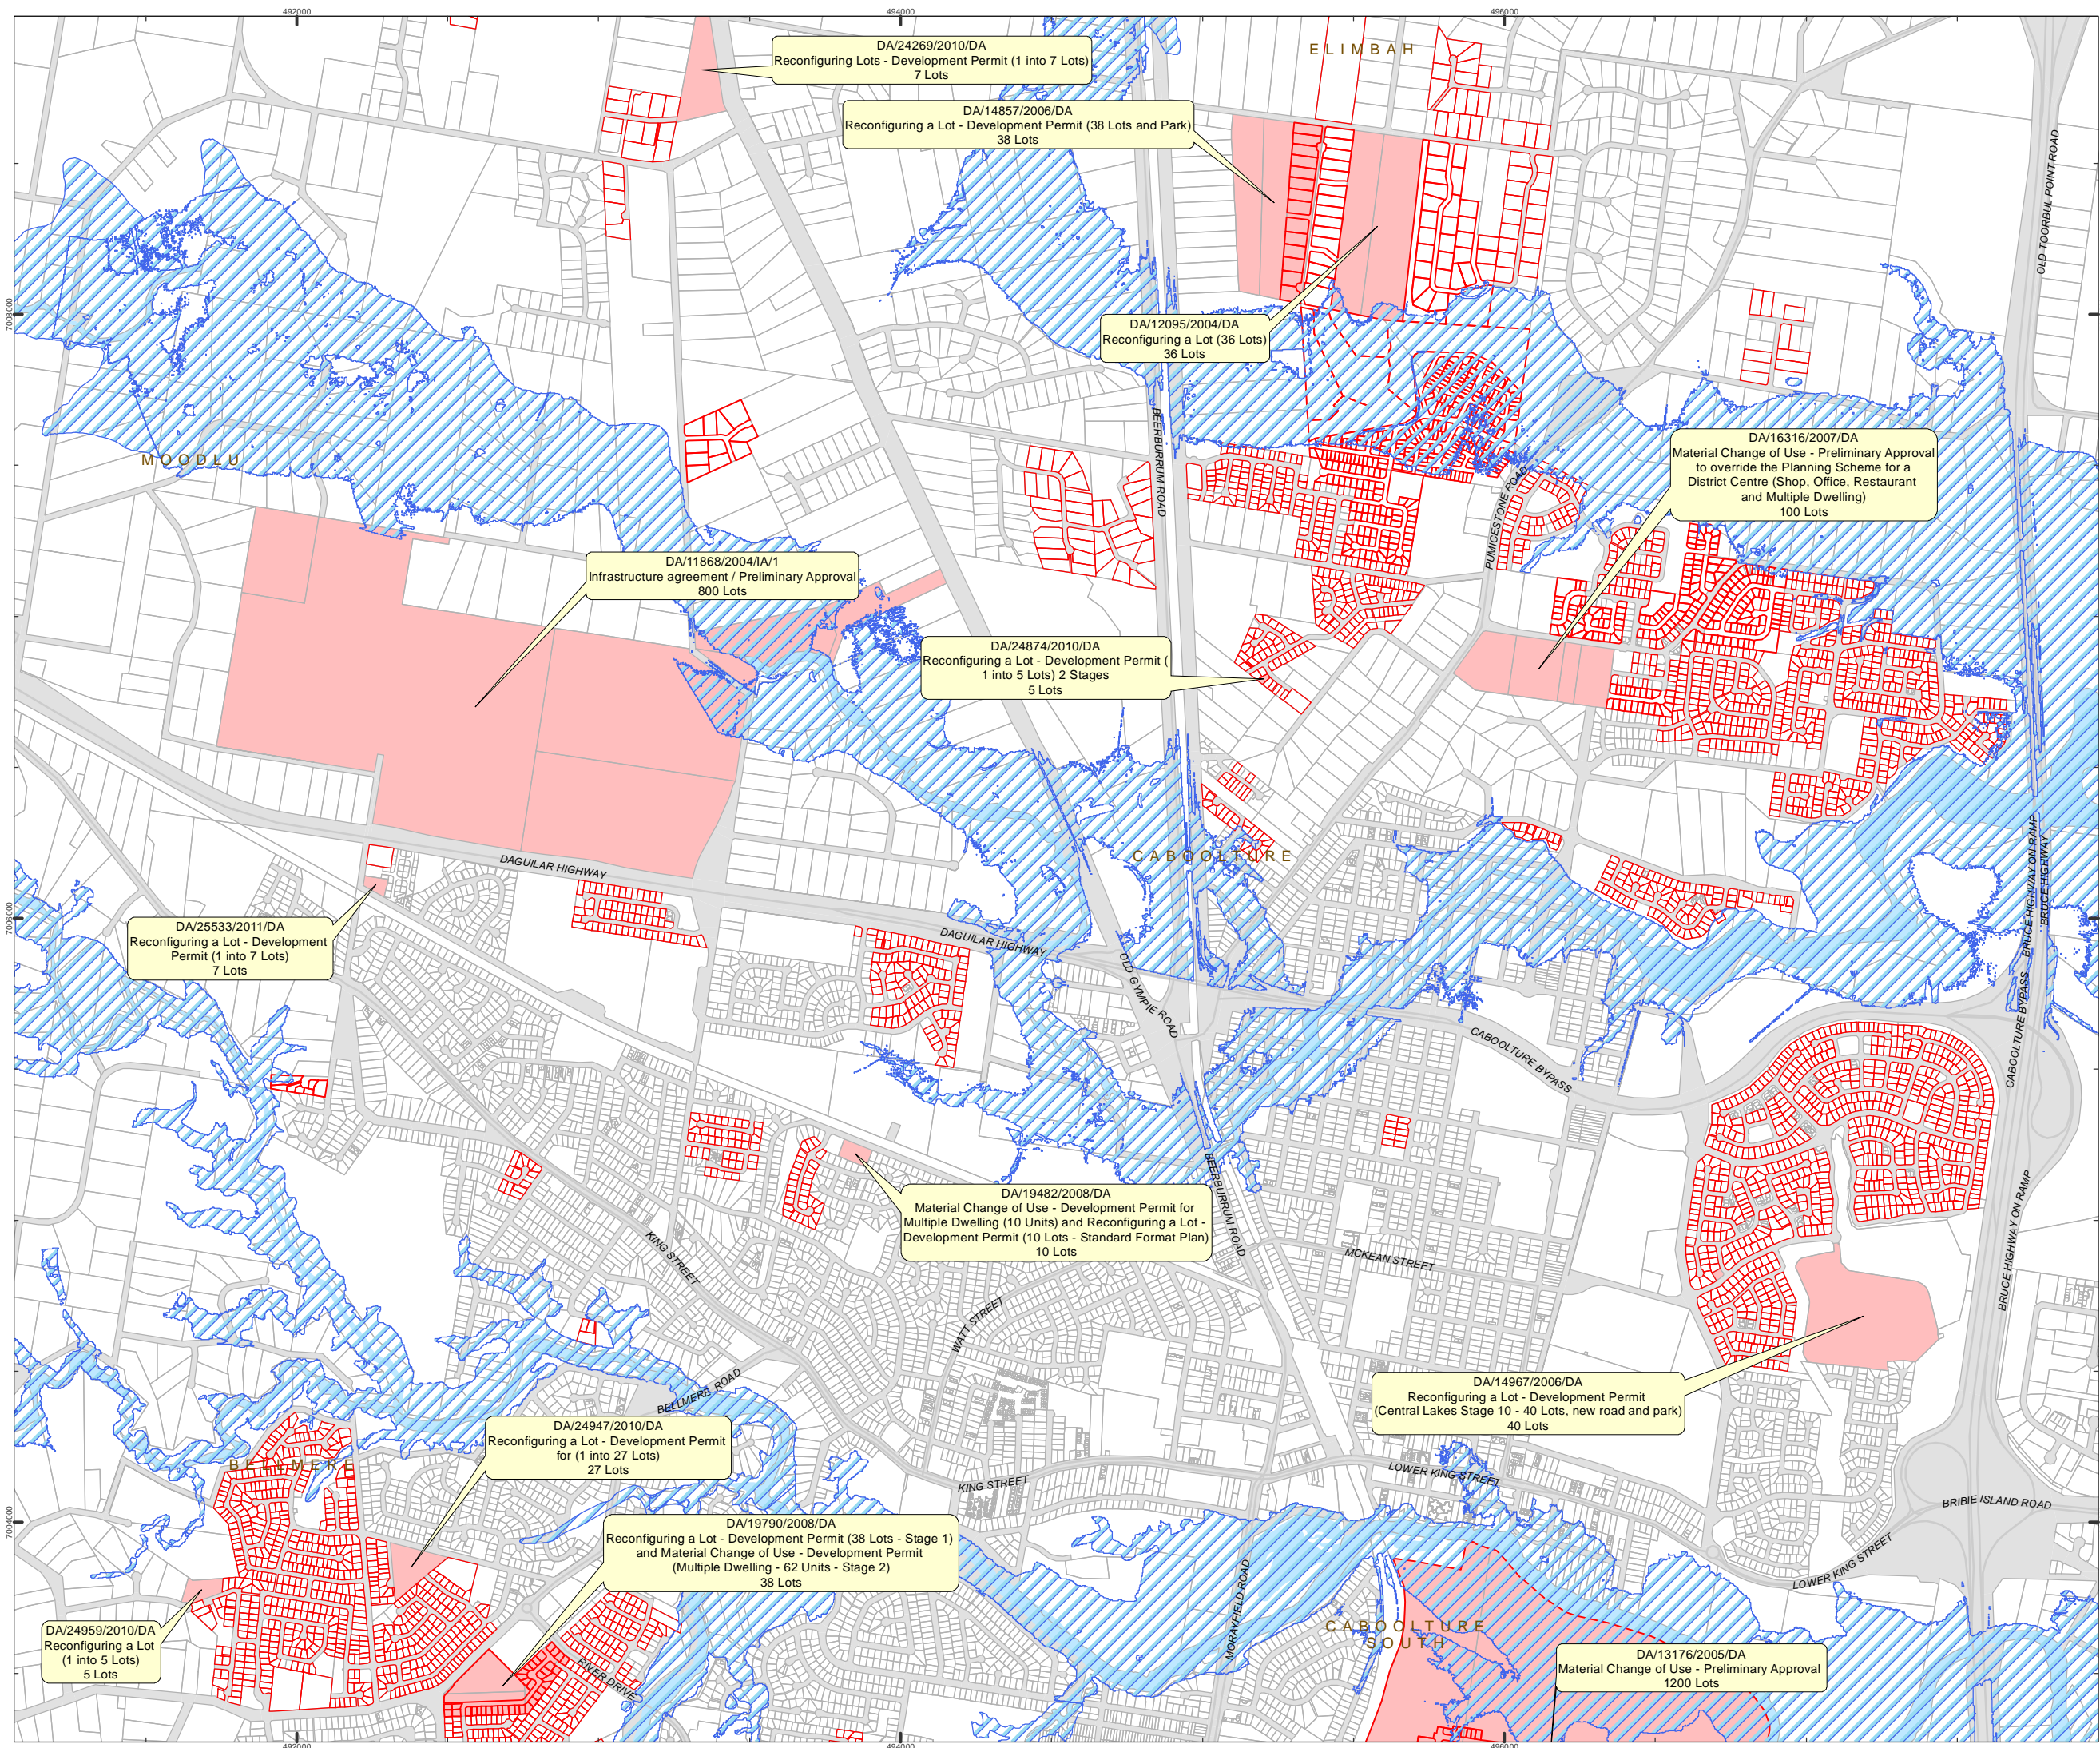 492000
494000
496000
ELIMBAH
DA/24269/2010/DA
Reconfiguring Lots - Development Permit (1 into 7 Lots)
7 Lots
DA/14857/2006/DA
Reconfiguring a Lot - Development Permit (38 Lots and Park)
38 Lots
OLD TOORBUL POINT ROAD
7008000
DA/12095/2004/DA
Reconfiguring a Lot (36 Lots)
36 Lots
MOODLU
BEERBURRUM ROAD
DA/16316/2007/DA
Material Change of Use - Preliminary Approval
to override the Planning Scheme for a
District Centre (Shop, Office, Restaurant
and Multiple Dwelling)
100 Lots
PUMICESTONE ROAD
DA/11868/2004/IA/1
Infrastructure agreement / Preliminary Approval
800 Lots
DA/24874/2010/DA
Reconfiguring a Lot - Development Permit (
1 into 5 Lots) 2 Stages
5 Lots
CABOOLTURE
DAGUILAR HIGHWAY
BRUCE HIGHWAY ON RAMP
BRUCE HIGHWAY
7006000
DA/25533/2011/DA
Reconfiguring a Lot - Development
Permit (1 into 7 Lots)
7 Lots
DAGUILAR HIGHWAY
OLD GYMPIE ROAD
CABOOLTURE BYPASS
CABOOLTURE BYPASS
DA/19482/2008/DA
Material Change of Use - Development Permit for
Multiple Dwelling (10 Units) and Reconfiguring a Lot -
Development Permit (10 Lots - Standard Format Plan)
10 Lots
BEERBURRUM ROAD
KING STREET
MCKEAN STREET
BRUCE HIGHWAY ON RAMP
WATT STREET
BELLMERE ROAD
DA/14967/2006/DA
Reconfiguring a Lot - Development Permit
(Central Lakes Stage 10 - 40 Lots, new road and park)
40 Lots
DA/24947/2010/DA
Reconfiguring a Lot - Development Permit
for (1 into 27 Lots)
27 Lots
BELLMERE
KING STREET
LOWER KING STREET
BRIBIE ISLAND ROAD
7004000
DA/19790/2008/DA
Reconfiguring a Lot - Development Permit (38 Lots - Stage 1)
and Material Change of Use - Development Permit
(Multiple Dwelling - 62 Units - Stage 2)
38 Lots
LOWER KING STREET
MORAYFIELD ROAD
DA/24959/2010/DA
Reconfiguring a Lot
(1 into 5 Lots)
5 Lots
CABOOLTURE
SOUTH
RIVER DRIVE
DA/13176/2005/DA
Material Change of Use - Preliminary Approval
1200 Lots
492000
494000
496000